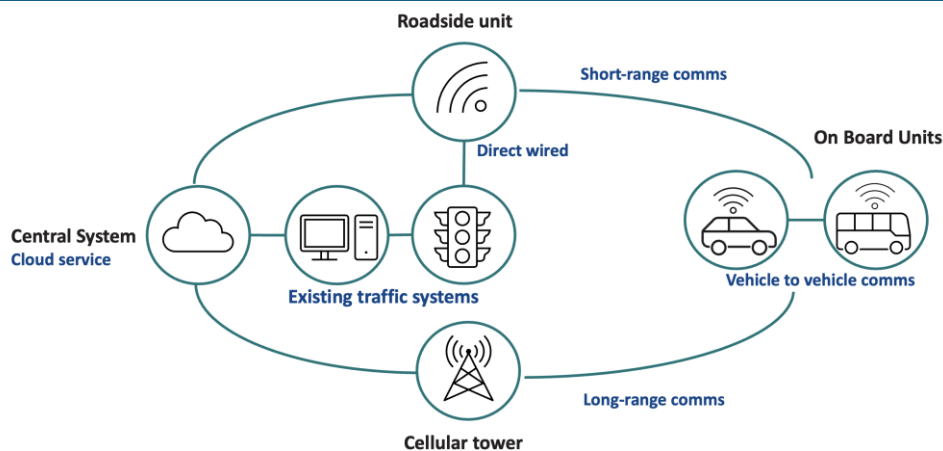 Roadside unit
Short-range comms
On Board Units
Direct wired
Central System
Cloud service
Existing traffic systems
Vehicle to vehicle comms
Long-range comms
Cellular tower